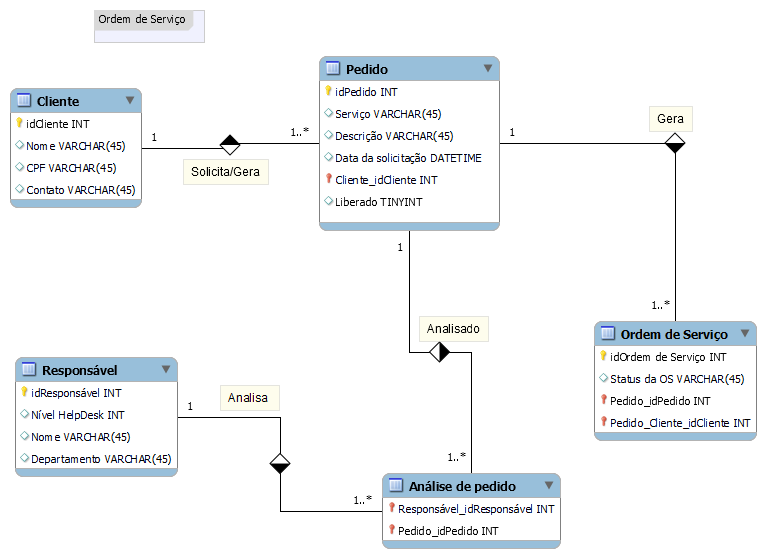 Ordem de Serviço
Cliente
idCliente INT
Nome VARCHAR(45)
CPF VARCHAR(45)
Contato VARCHAR(45)
1
Solicita/Gera
1..*
Pedido
idPedido INT
Serviço VARCHAR(45)
Descrição VARCHAR(45)
Data da solicitação DATETIME
Cliente_idCliente INT
Liberado TINYINT
1
Gera
1..*
Ordem de Serviço
idOrdem de Serviço INT
Status da OS VARCHAR(45)
Pedido_idPedido INT
Pedido_Cliente_idCliente INT
1
Analisado
1..*
Responsável
idResponsável INT
Nível HelpDesk INT
Nome VARCHAR(45)
Departamento VARCHAR(45)
1
Analisa
1..*
Análise de pedido
Responsável_idResponsável INT
Pedido_idPedido INT